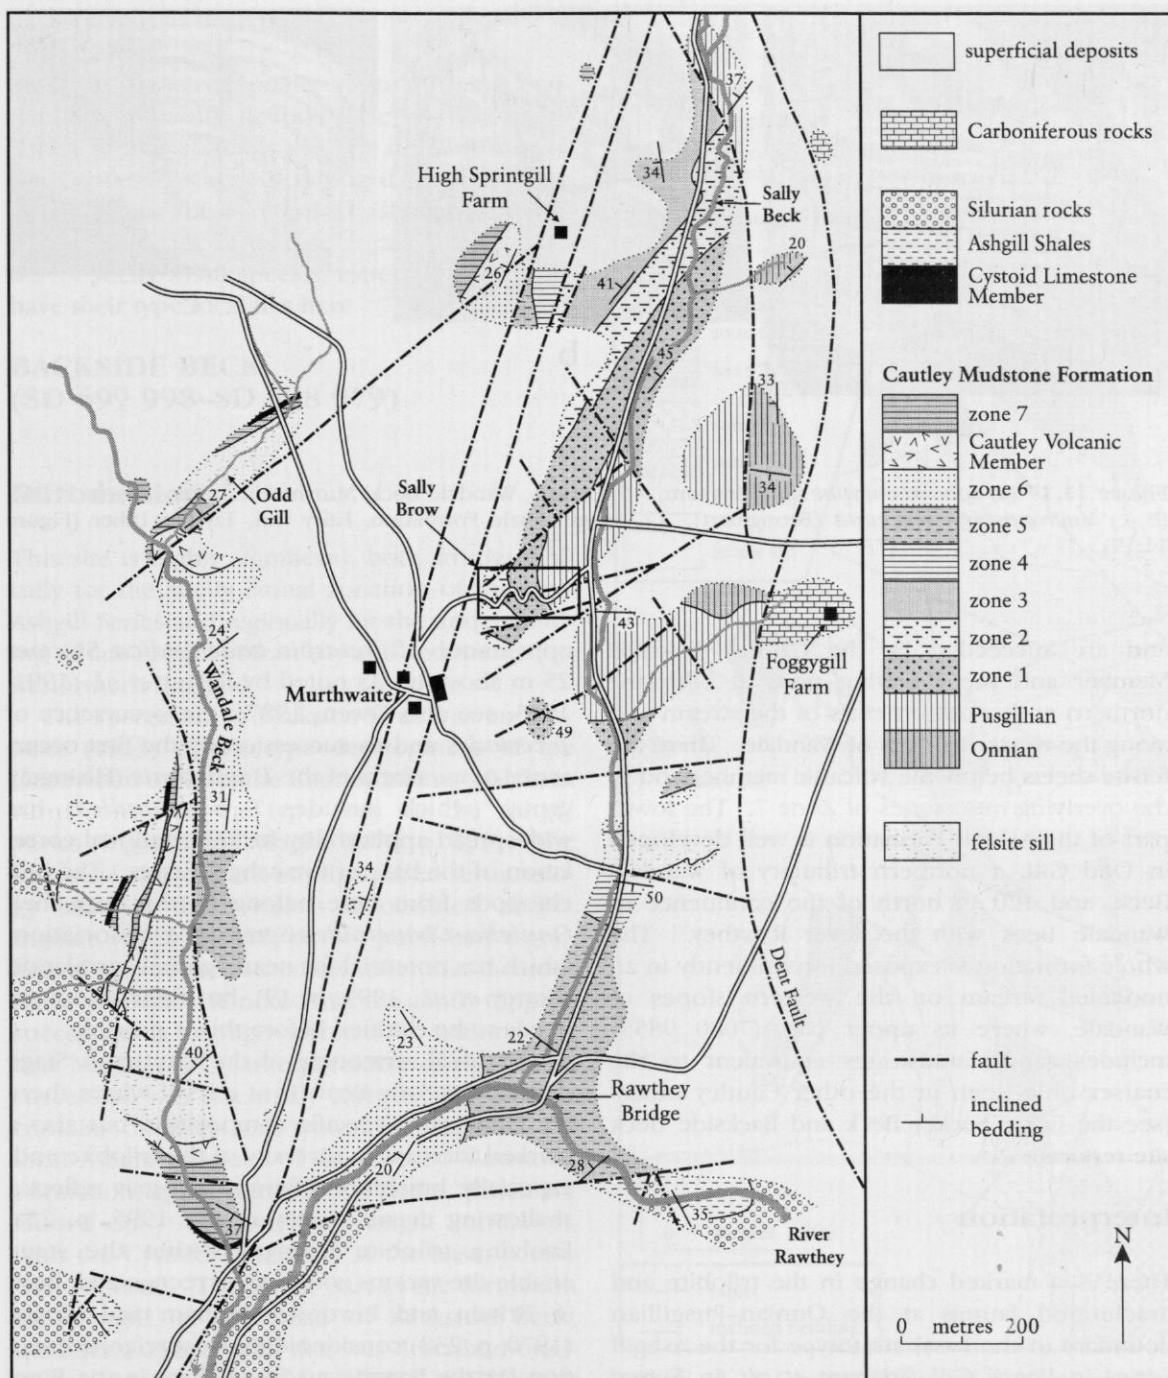 superficial deposits
Carboniferous rocks
Silurian rocks
Ashgill Shales
Cystoid Limestone
Member
Cautley Mudstone Formation
zone 7
Cautley Volcanic
Member
zone 6
zone 5
zone 4
zone 3
zone 2
zone 1
Pusgillian
Onnian
felsite sill
fault
inclined
bedding
N
0 metres 200
37
High Sprintgill
Farm
34
Sally
Beck
20
26
41
45
33
34
27
Odd
Gill
Sally
Brow
24
Wandale Beck
43
Foggygill
Farm
Murthwaite
49
31
34
50
Dent Fault
23
22
40
Rawthey
Bridge
20
28
37
35
River
Rawthey